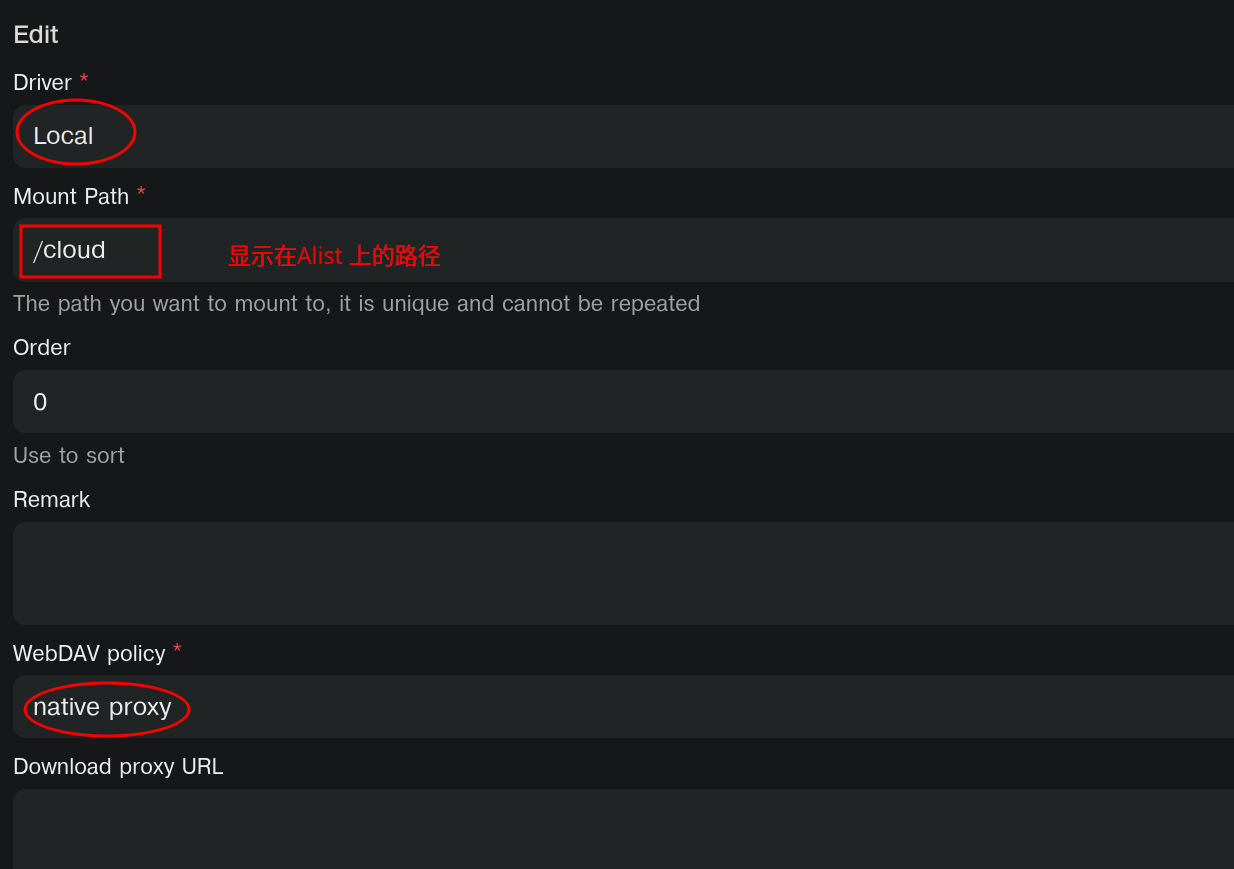 Edit
Driver *
Local
Mount Path *
/cloud
显示在Alist 上的路径
The path you want to mount to, it is unique and cannot be repeated
Order
0
Use to sort
Remark
WebDAV policy *
native proxy
Download proxy URL